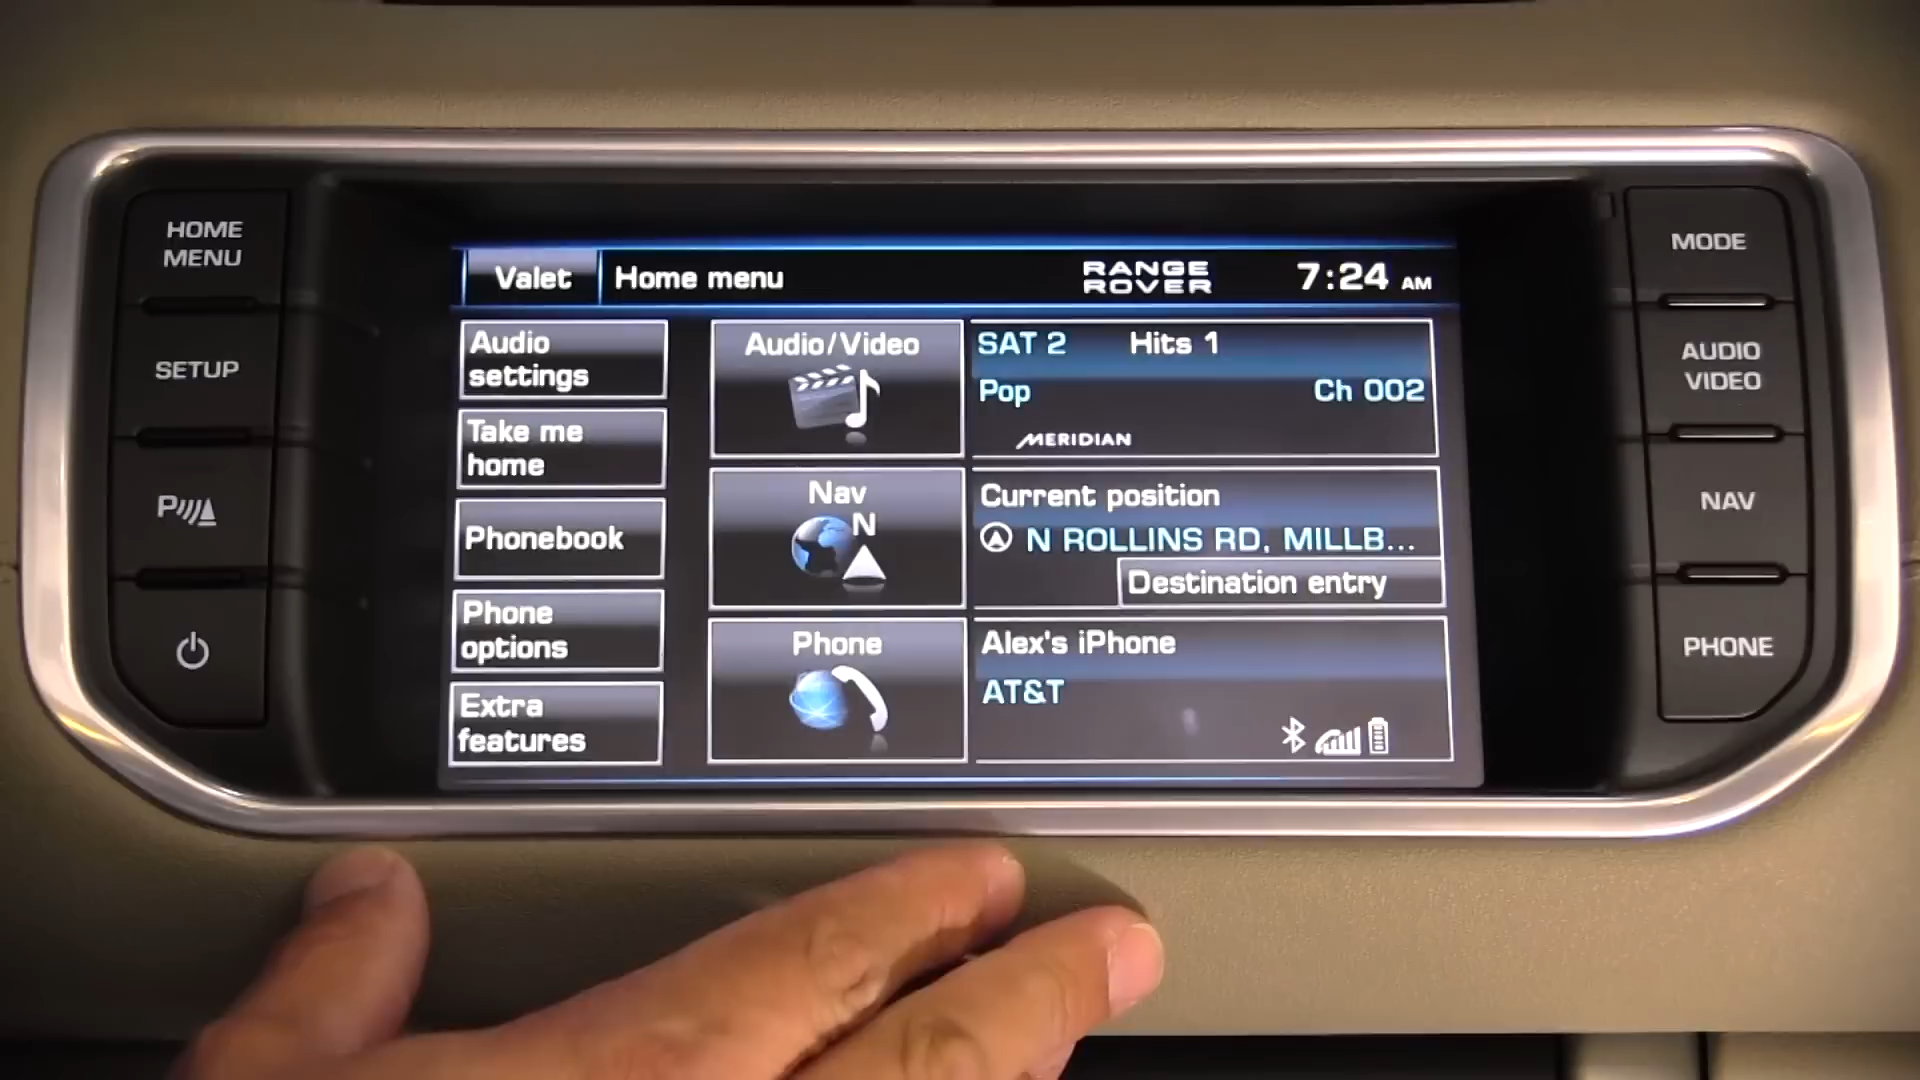 HOME
MENU
SETUP
P
Valet
Home menu
RANGE
ROVER
7:24 AM
Audio
settings
Take me
home
Phonebook
Phone
options
Extra
features
Audio/Video
Nav
N
Phone
SAT 2 Hits 1
Pop Ch 002
MERIDIAN
Current position
N ROLLINS RD, MILLB...
Destination entry
Alex's iPhone
AT&T
MODE
AUDIO
VIDEO
NAV
PHONE